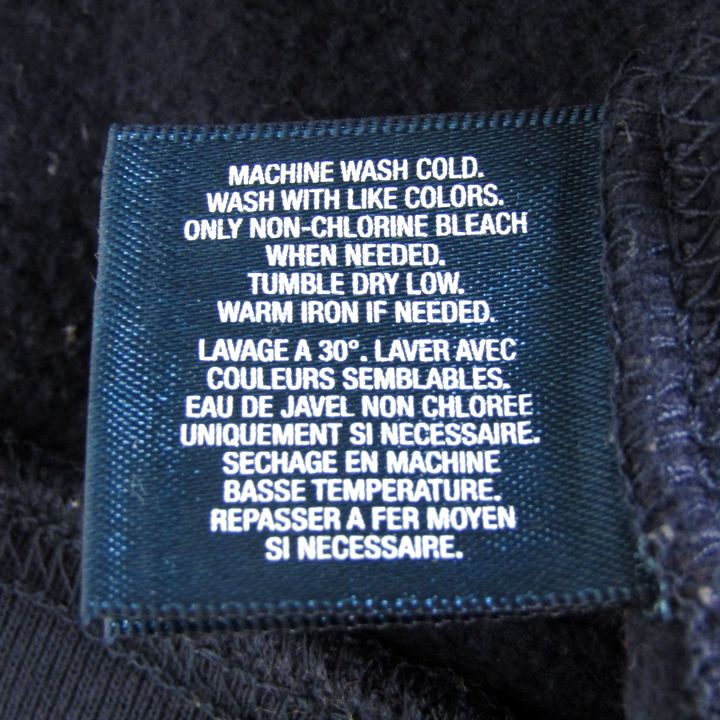 MACHINE WASH COLD.
WASH WITH LIKE COLORS.
ONLY NON-CHLORINE BLEACH
WHEN NEEDED.
TUMBLE DRY LOW.
WARM IRON IF NEEDED.
LAVAGE A 30°. LAVER AVEC
COULEURS SEMBLABLES.
EAU DE JAVEL NON CHLOREE
UNIQUEMENT SI NECESSAIRE.
SECHAGE EN MACHINE
BASSE TEMPERATURE.
REPASSER A FER MOYEN
SI NECESSAIRE.